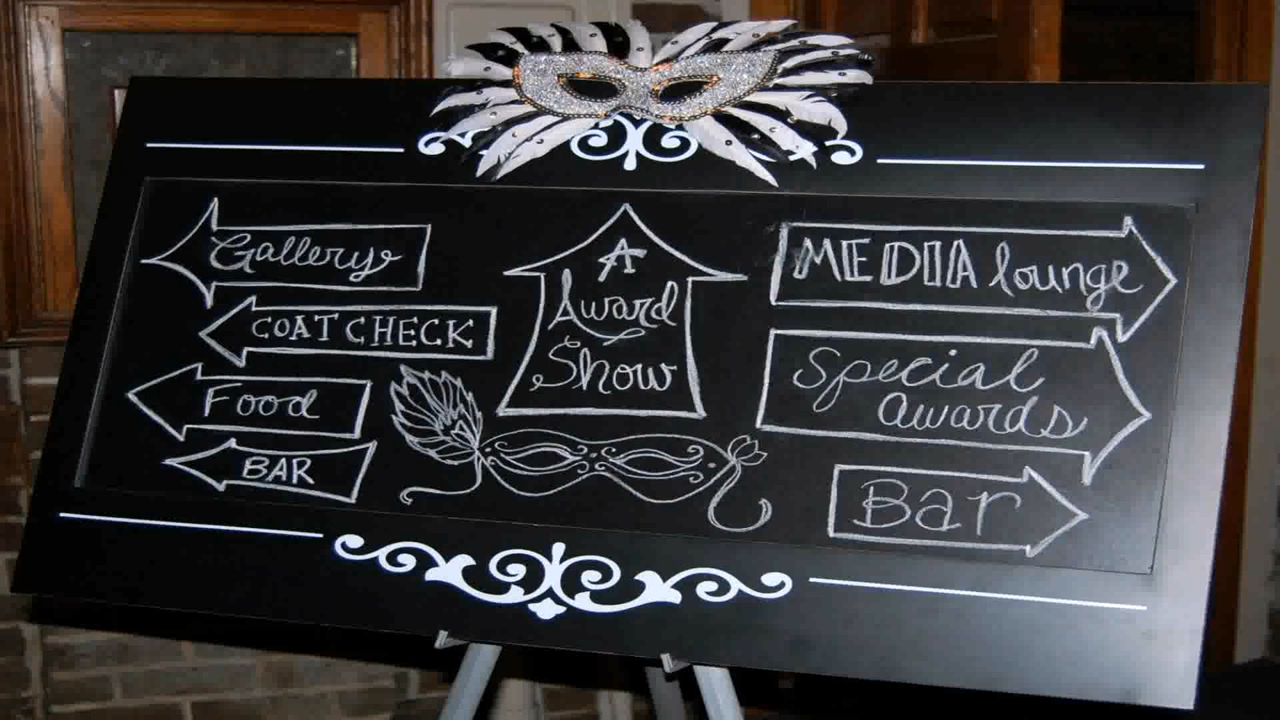 Gallery
COAT CHECK
Food
BAR
A
Award
Show
MEDIA lounge
Special
awards
Bar